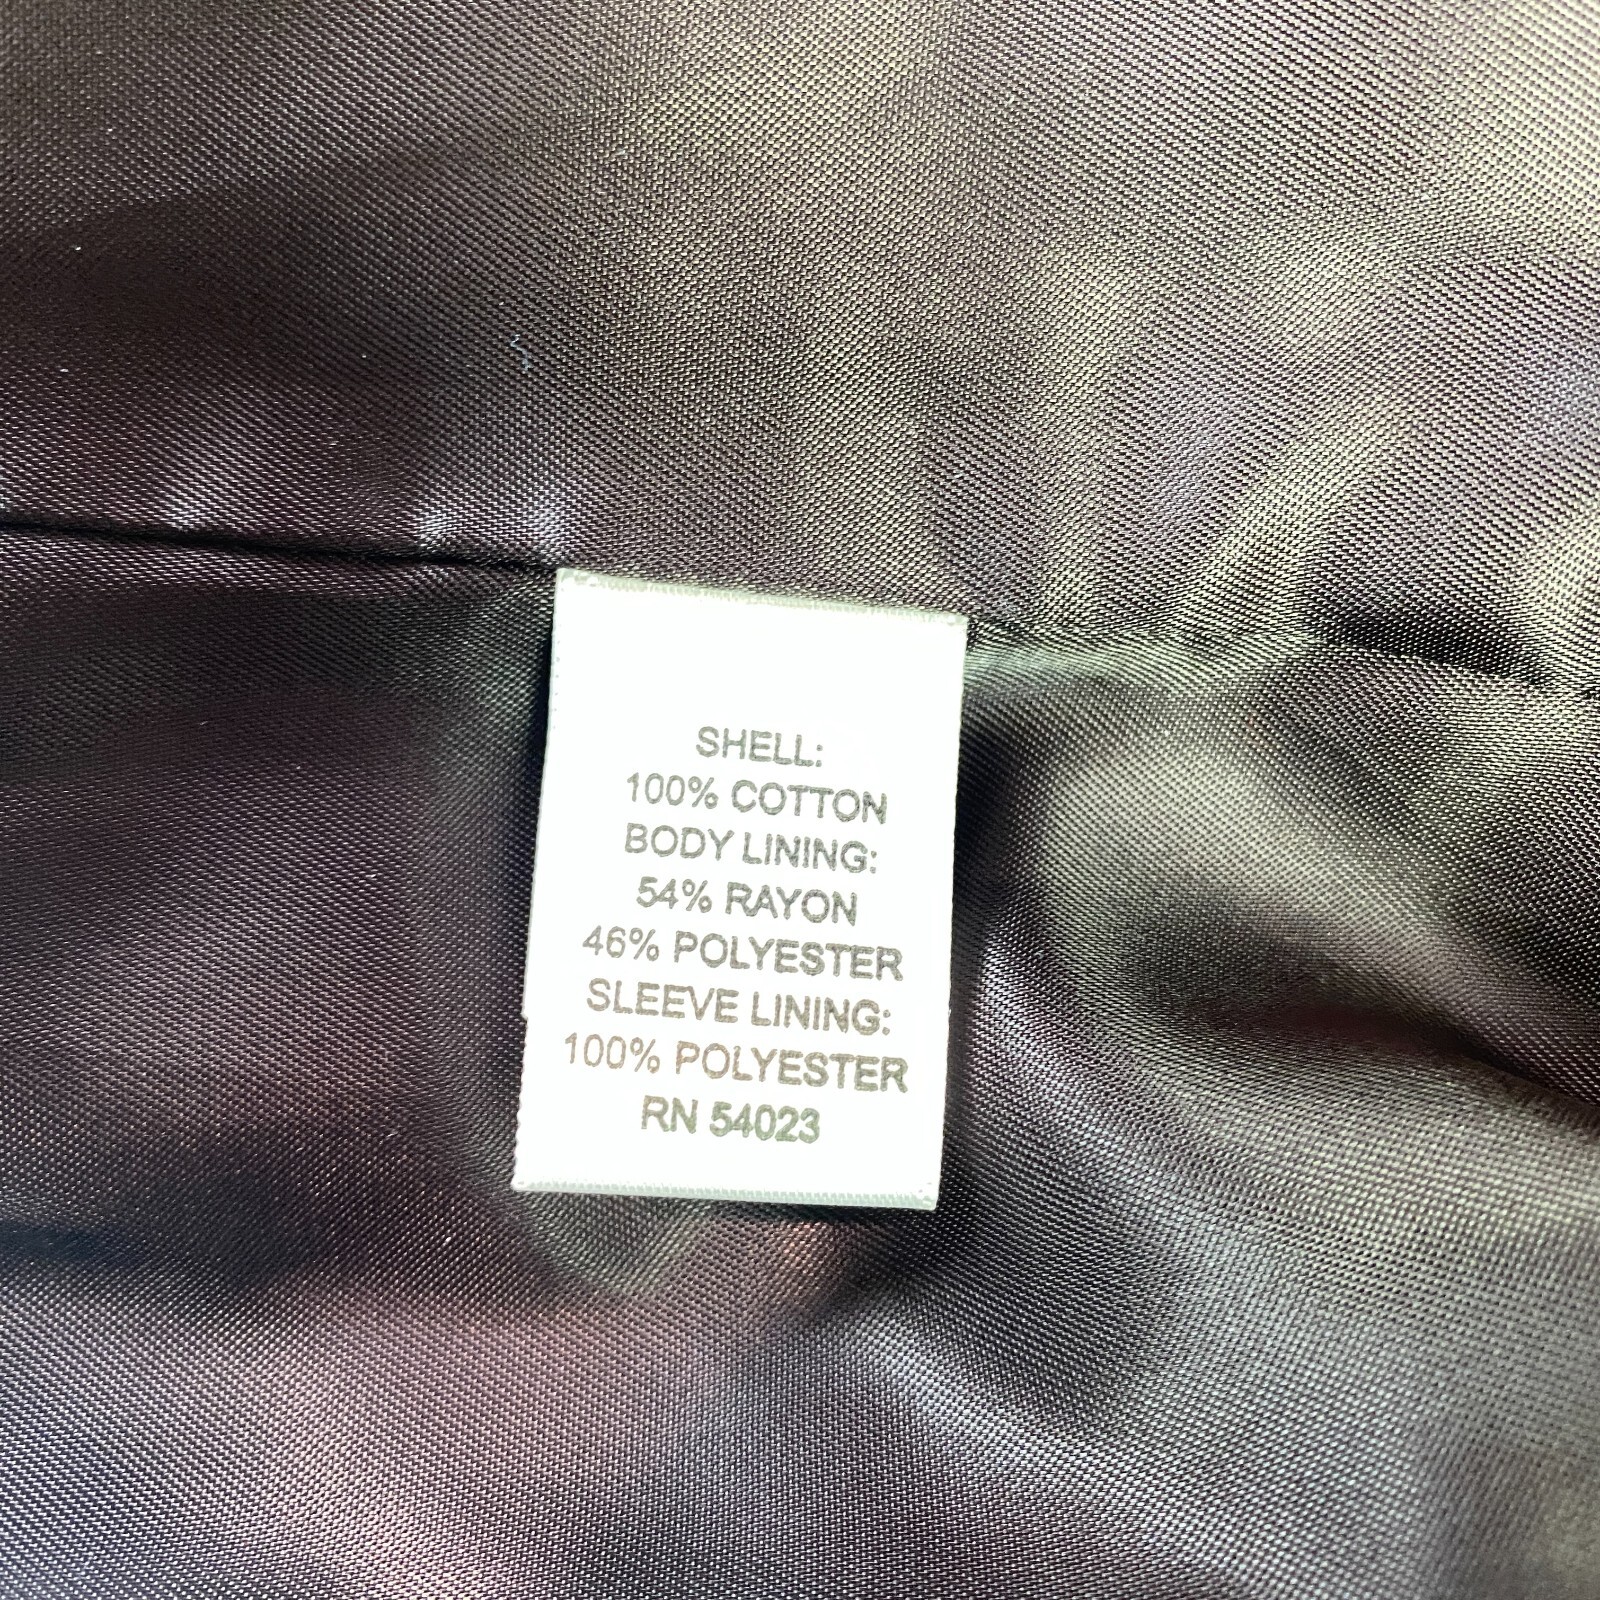 SHELL:
100% COTTON
BODY LINING:
54% RAYON
46% POLYESTER
SLEEVE LINING:
100% POLYESTER
RN 54023